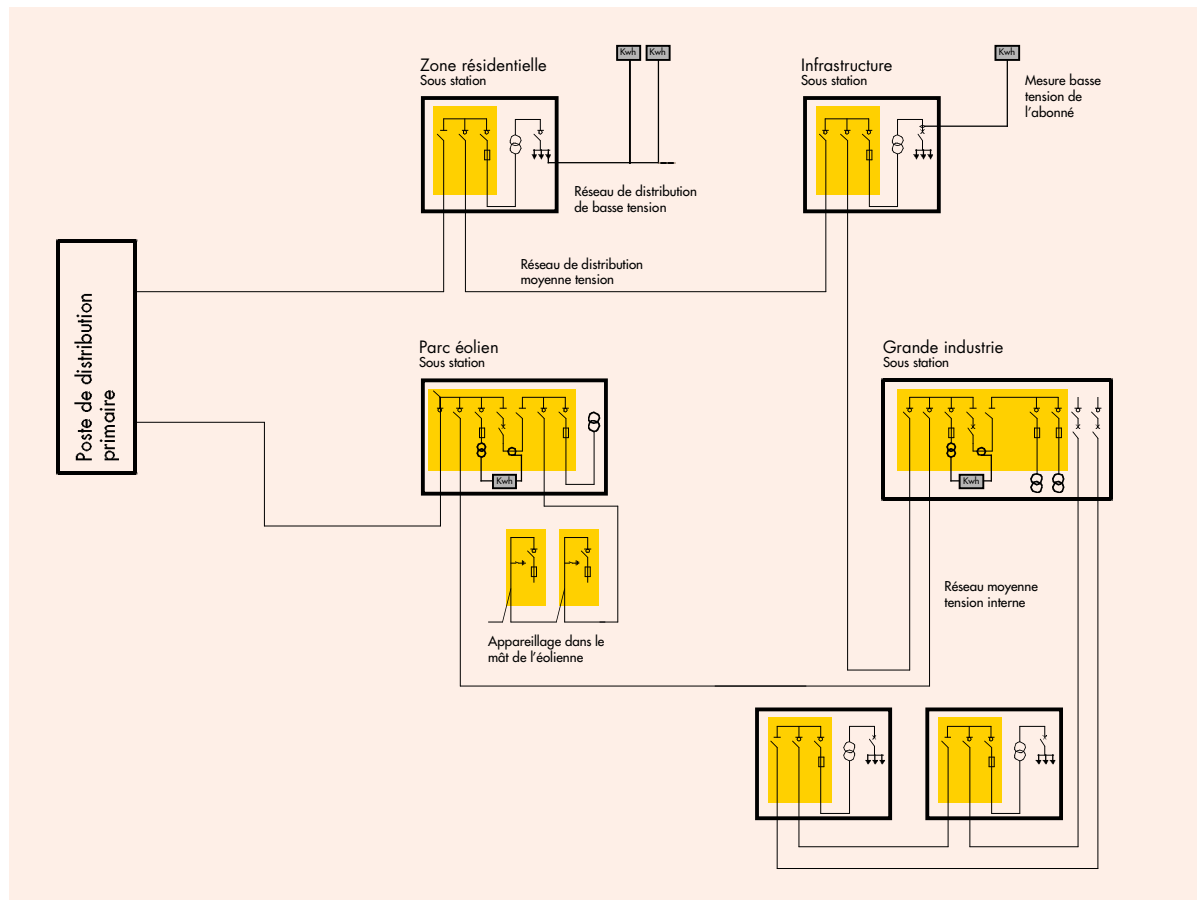 Kwh
Kwh
Kwh
Zone résidentielle
Sous station
Infrastructure
Sous station
Mesure basse
tension de
l'abonné
Réseau de distribution
de basse tension
Réseau de distribution
moyenne tension
Poste de distribution
primaire
Parc éolien
Sous station
Grande industrie
Sous station
Kwh
Kwh
Réseau moyenne
tension interne
Appareillage dans le
mât de l'éolienne